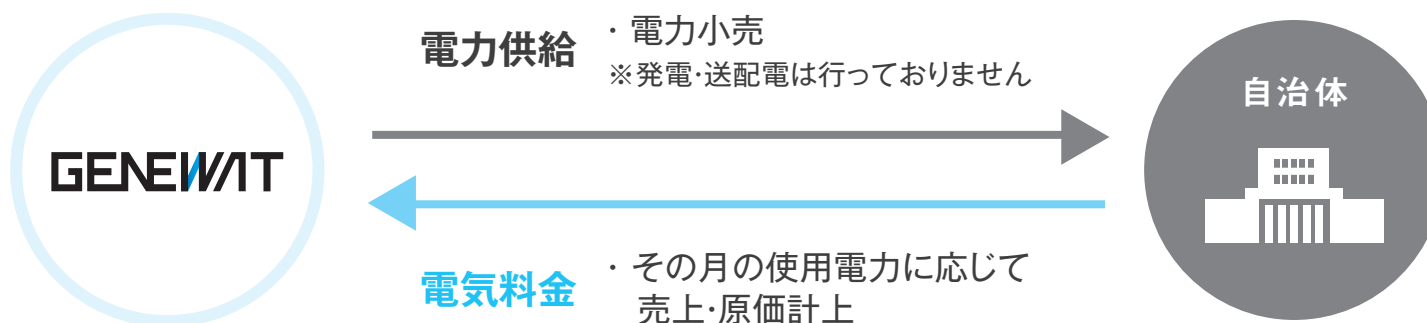 電力供給
・電力小売
※発電・送配電は行っておりません
自治体
GENEWAT
電気料金
・その月の使用電力に応じて
売上・原価計上